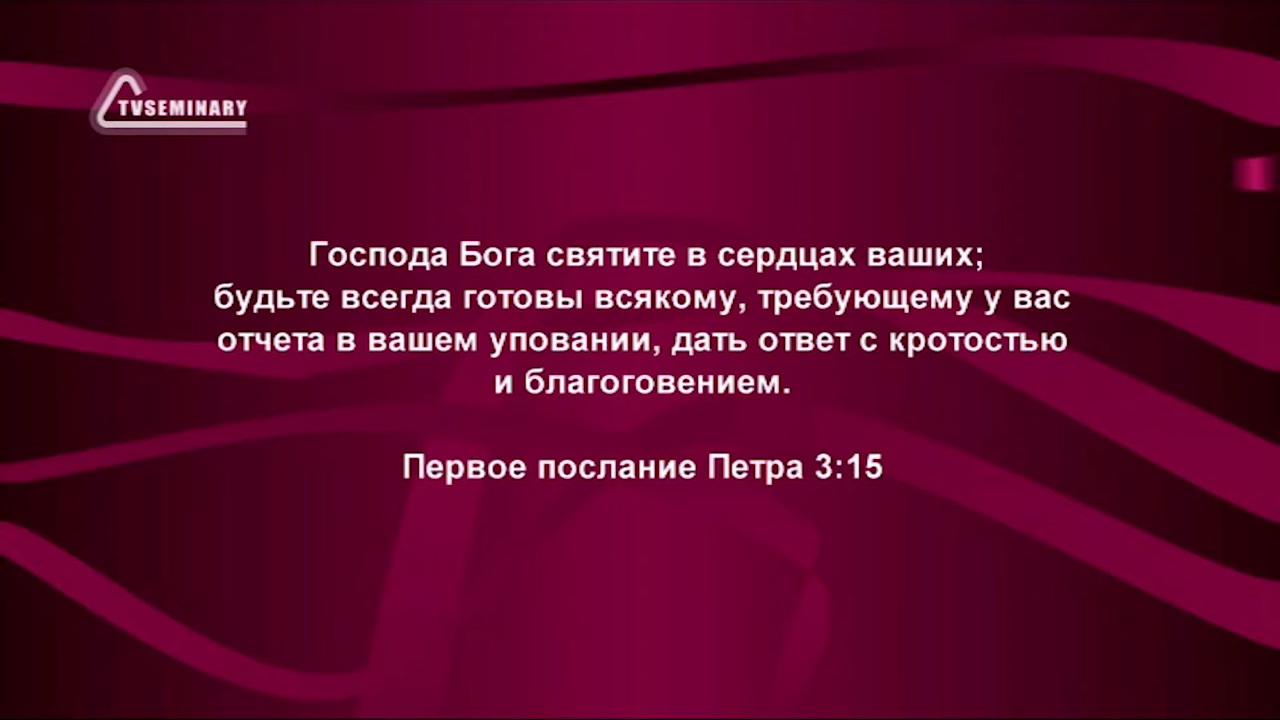 TVSEMINARY
Господа Бога святите в сердцах ваших;
будьте всегда готовы всякому, требующему у вас
отчета в вашем уповании, дать ответ с кротостью
и благоговением.
Первое послание Петра 3:15